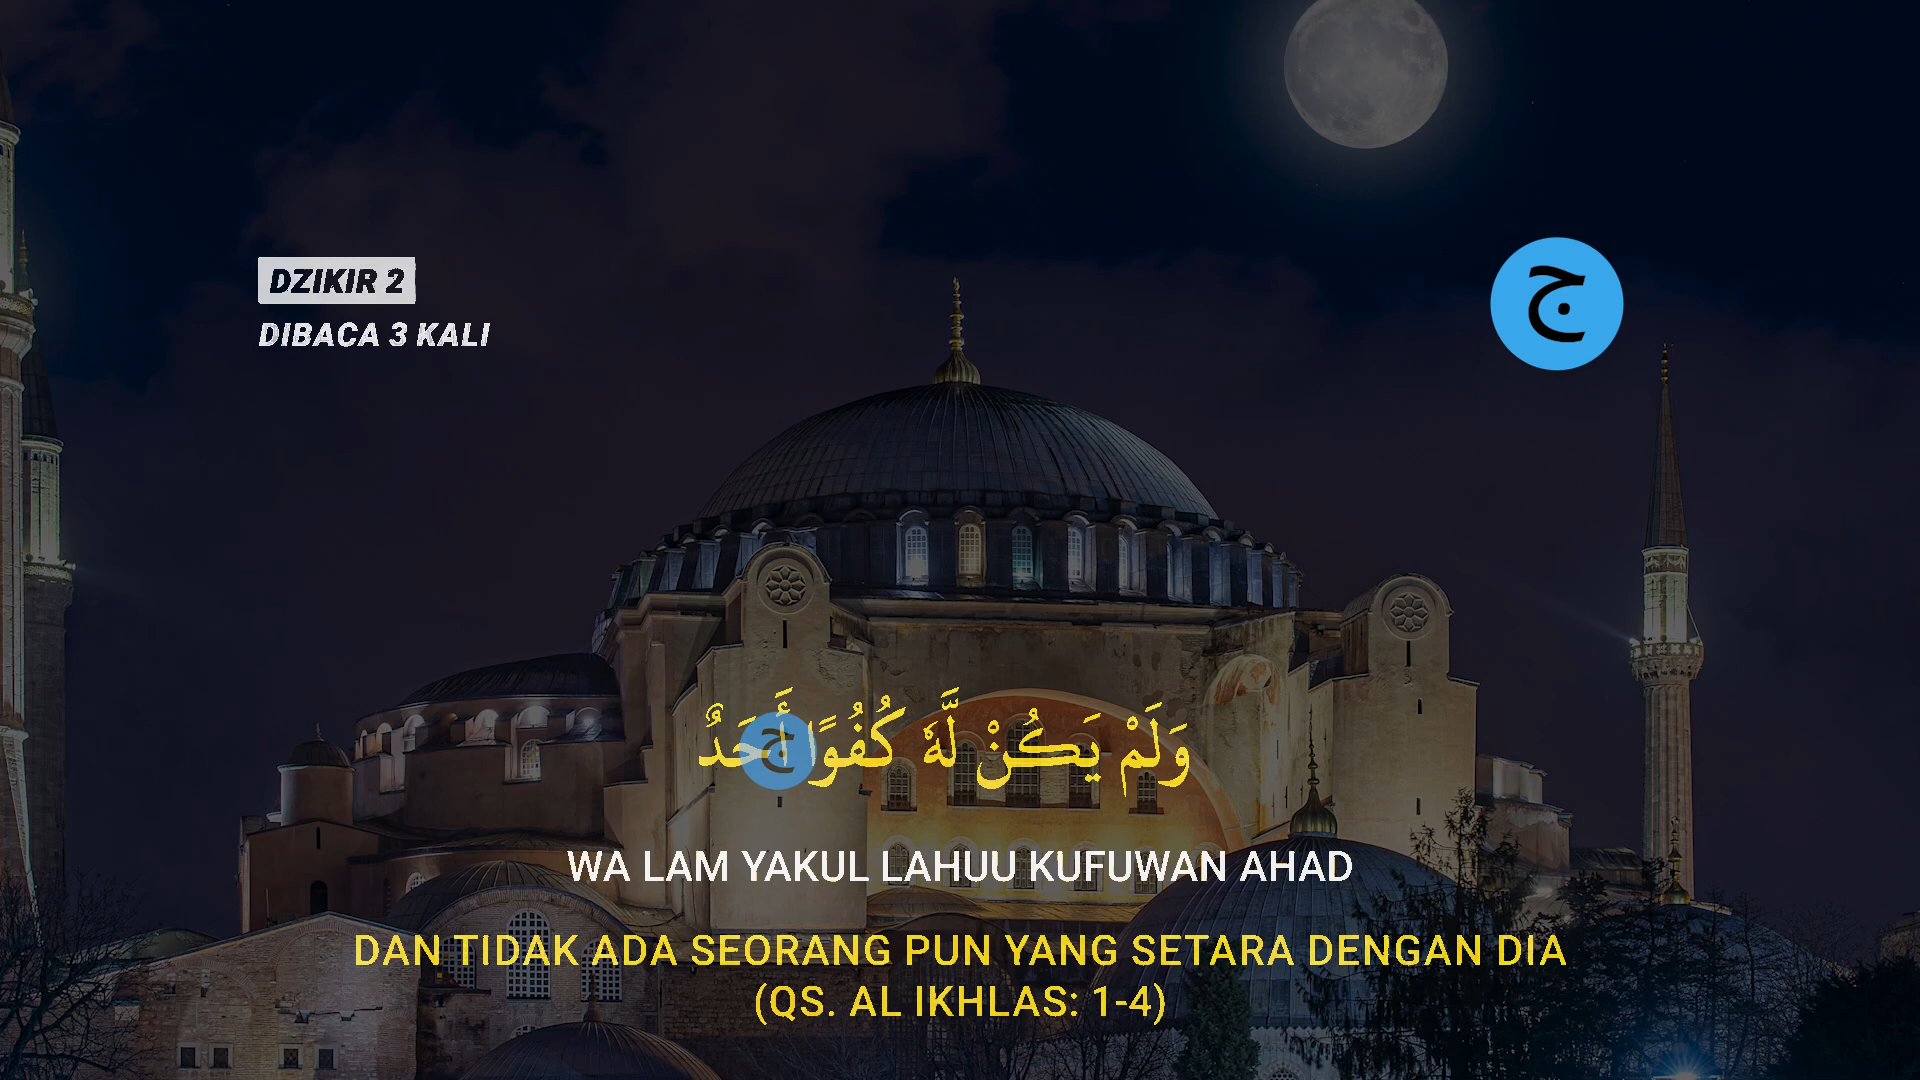 DZIKIR 2
DIBACA 3 KALI
ج
وَلَمْ يَكُنْ لَّهٗ كُفُوًا أَحَدٌ
ج
WA LAM YAKUL LAHUU KUFUWAN AHAD
DAN TIDAK ADA SEORANG PUN YANG SETARA DENGAN DIA
(QS. AL IKHLAS: 1-4)